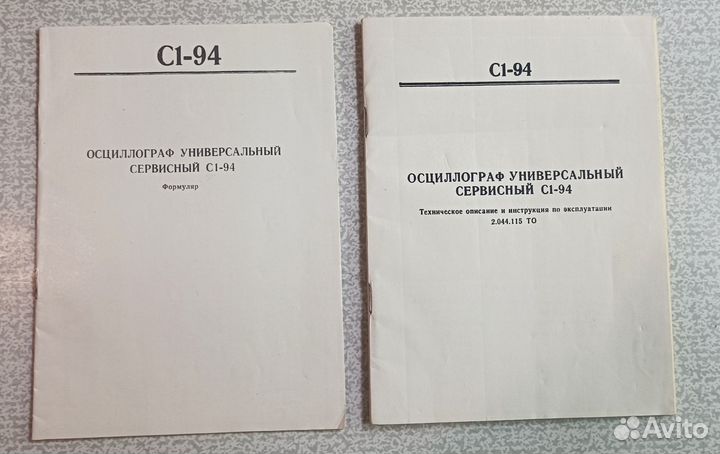 С1-94
ОСЦИЛЛОГРАФ УНИВЕРСАЛЬНЫЙ
СЕРВИСНЫЙ С1-94
Формуляр
С1-94
ОСЦИЛЛОГРАФ УНИВЕРСАЛЬНЫЙ
СЕРВИСНЫЙ С1-94
Техническое описание и инструкция по эксплуатации
2.044.115 ТО
Avito